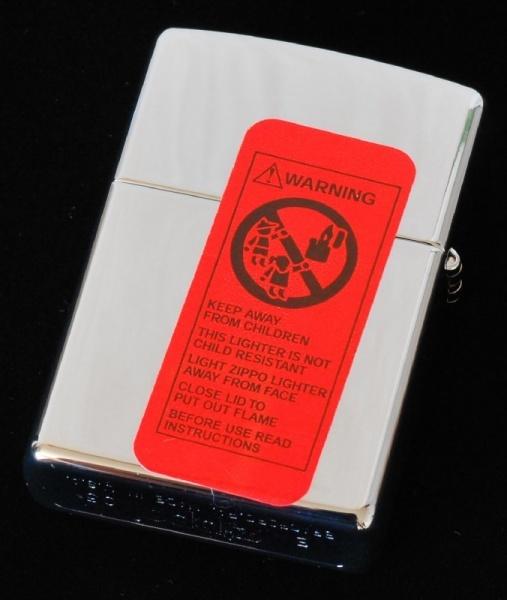 WARNING
KEEP AWAY
FROM CHILDREN
THIS LIGHTER IS NOT
CHILD RESISTANT
LIGHT ZIPPO LIGHTER
AWAY FROM FACE
CLOSE LID TO
PUT OUT FLAME
BEFORE USE READ
INSTRUCTIONS